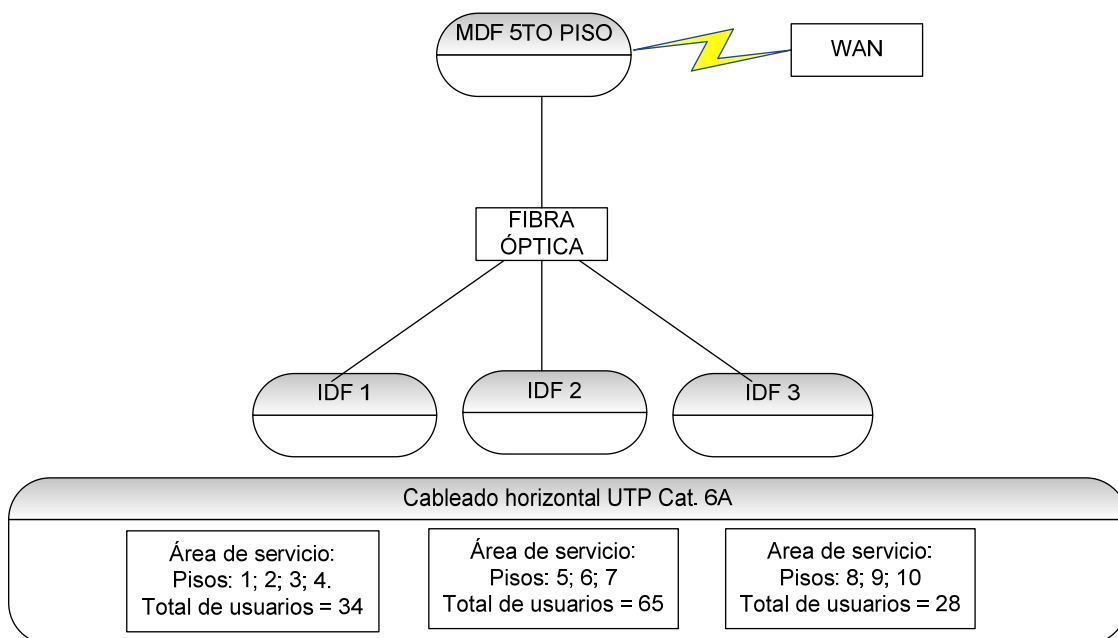 MDF 5TO PISO
WAN
FIBRA
ÓPTICA
IDF 1
IDF 2
IDF 3
Cableado horizontal UTP Cat. 6A
Área de servicio:
Pisos: 1; 2; 3; 4.
Total de usuarios = 34
Área de servicio:
Pisos: 5; 6; 7
Total de usuarios = 65
Area de servicio:
Pisos: 8; 9; 10
Total de usuarios = 28